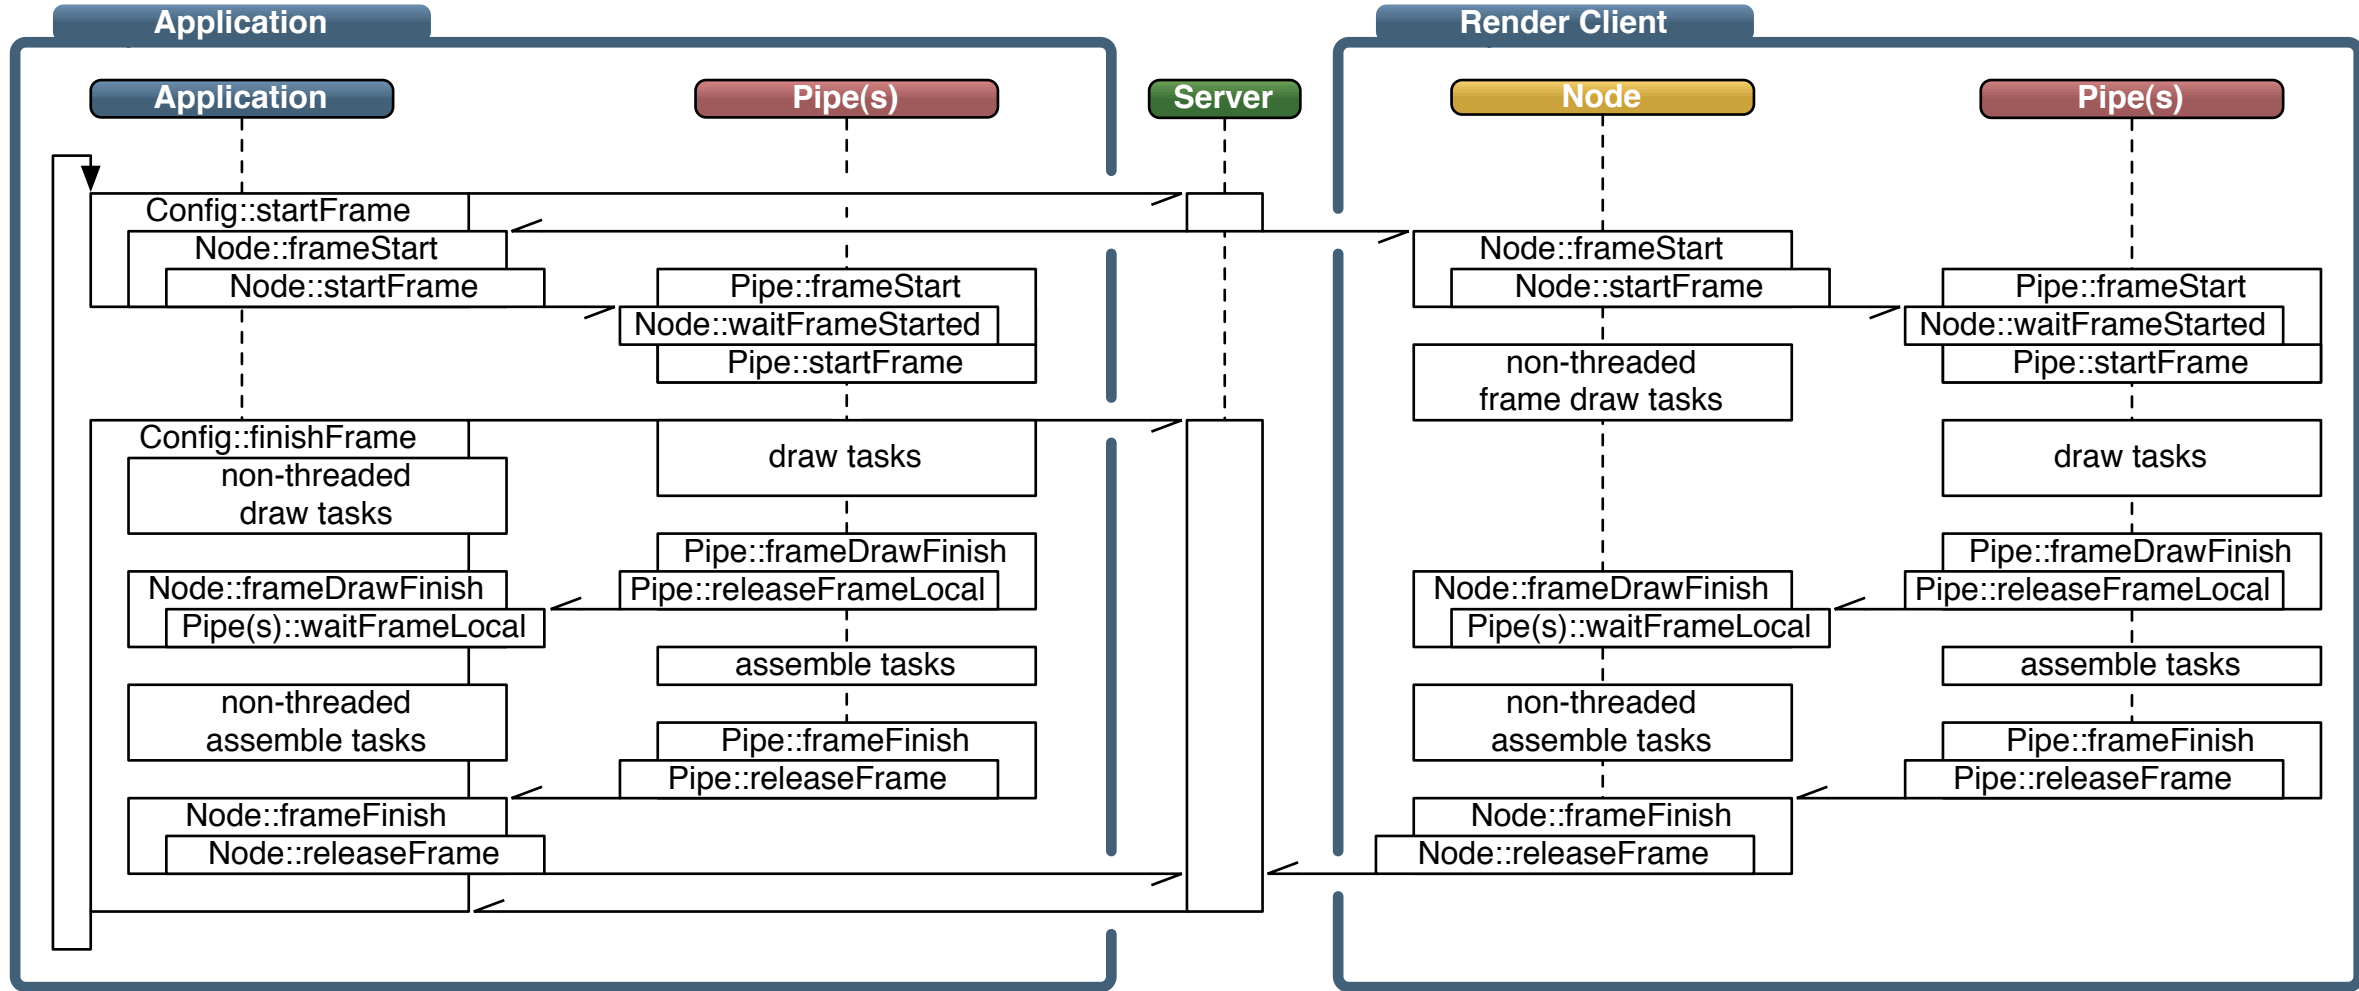 Application
Render Client
Application
Pipe(s)
Server
Node
Pipe(s)
Config::startFrame
Node::frameStart
Node::startFrame
Pipe::frameStart
Node::waitFrameStarted
Pipe::startFrame
Node::frameStart
Node::startFrame
Pipe::frameStart
Node::waitFrameStarted
Pipe::startFrame
non-threaded
frame draw tasks
Config::finishFrame
non-threaded
draw tasks
draw tasks
draw tasks
Pipe::frameDrawFinish
Pipe::releaseFrameLocal
Node::frameDrawFinish
Pipe(s)::waitFrameLocal
Pipe::frameDrawFinish
Pipe::releaseFrameLocal
Node::frameDrawFinish
Pipe(s)::waitFrameLocal
assemble tasks
assemble tasks
non-threaded
assemble tasks
non-threaded
assemble tasks
Pipe::frameFinish
Pipe::releaseFrame
Pipe::frameFinish
Pipe::releaseFrame
Node::frameFinish
Node::releaseFrame
Node::frameFinish
Node::releaseFrame